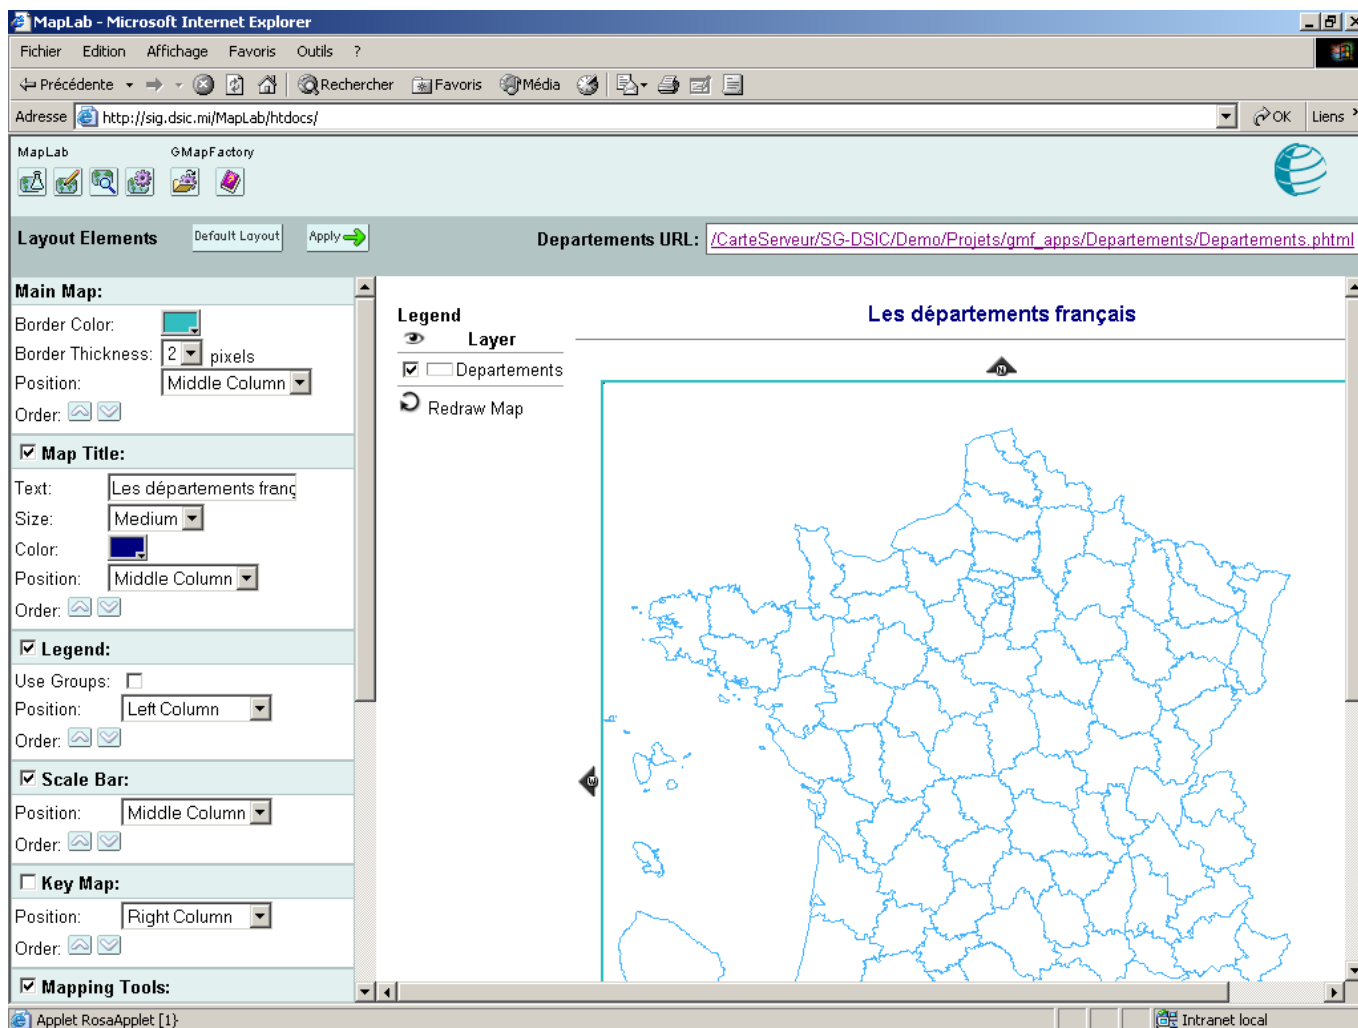 MapLab - Microsoft Internet Explorer
Fichier Edition Affichage Favoris Outils ?
Précédente Rechercher Favoris Média
Adresse http://sig.dsic.mi/MapLab/htdocs/ OK Liens
MapLab GMapFactory
Layout Elements Default Layout Apply Departements URL: /CarteServeur/SG-DSIC/Demo/Projets/gmf_apps/Departements/Departements.phtml
Main Map:
Border Color:
Border Thickness: 2 pixels
Position: Middle Column
Order:
Map Title:
Text: Les départements franç
Size: Medium
Color:
Position: Middle Column
Order:
Legend:
Use Groups:
Position: Left Column
Order:
Scale Bar:
Position: Middle Column
Order:
Key Map:
Position: Right Column
Order:
Mapping Tools:
Legend
Layer
Departements
Redraw Map
Les départements français
N
W
Applet RosaApplet [1} Intranet local